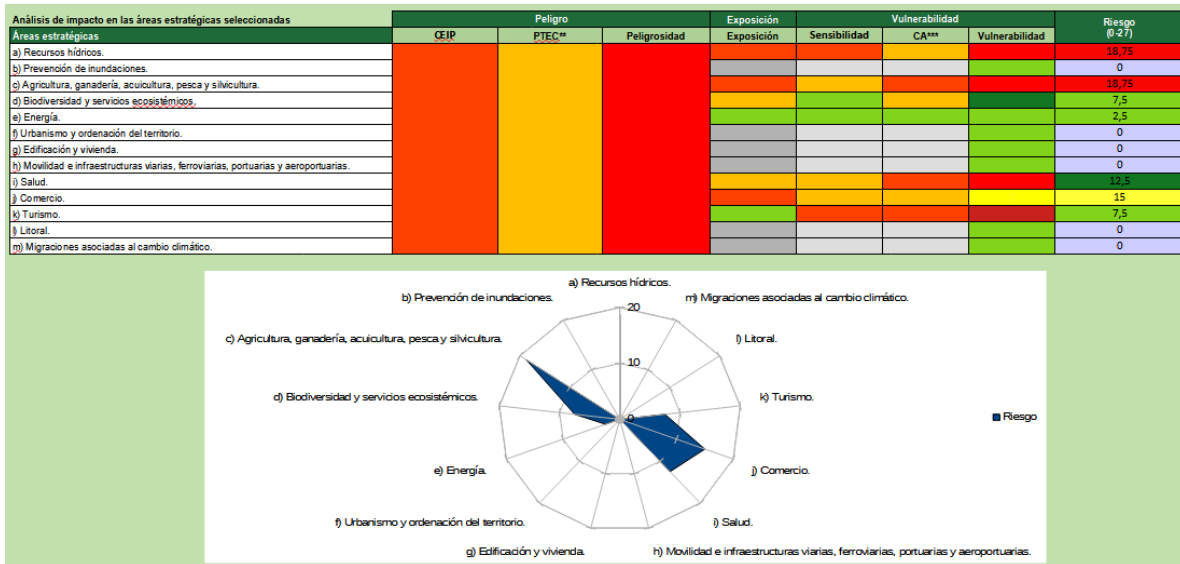 Análisis de impacto en las áreas estratégicas seleccionadas Peligro Exposición Vulnerabilidad Riesgo
Áreas estratégicas CEIP PTEC** Peligrosidad Exposición Sensibilidad CA*** Vulnerabilidad (0-27)
a) Recursos hídricos. 18,75
b) Prevención de inundaciones. 0
c) Agricultura, ganadería, acuicultura, pesca y silvicultura. 18,75
d) Biodiversidad y servicios ecosistémicos. 7,5
e) Energía. 2,5
f) Urbanismo y ordenación del territorio. 0
g) Edificación y vivienda. 0
h) Movilidad e infraestructuras viarias, ferroviarias, portuarias y aeroportuarias. 0
i) Salud. 12,5
j) Comercio. 15
k) Turismo. 7,5
l) Litoral. 0
m) Migraciones asociadas al cambio climático. 0
a) Recursos hídricos.
b) Prevención de inundaciones. 20 m) Migraciones asociadas al cambio climático.
c) Agricultura, ganadería, acuicultura, pesca y silvicultura. l) Litoral.
10
d) Biodiversidad y servicios ecosistémicos. k) Turismo.
0 Riesgo
e) Energía. j) Comercio.
f) Urbanismo y ordenación del territorio. i) Salud.
g) Edificación y vivienda. h) Movilidad e infraestructuras viarias, ferroviarias, portuarias y aeroportuarias.